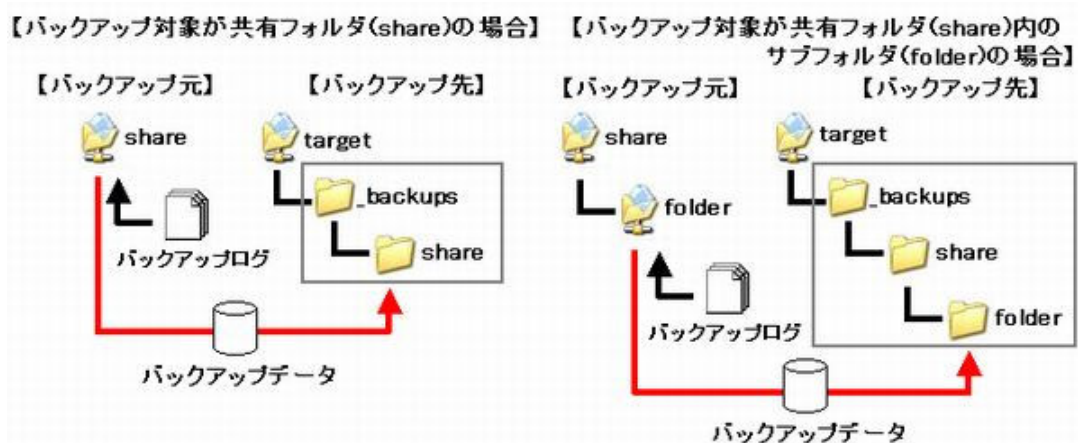 【バックアップ対象が共有フォルダ(share)の場合】
【バックアップ元】
【バックアップ先】
share
target
_backups
share
バックアップログ
バックアップデータ
【バックアップ対象が共有フォルダ(share)内の
サブフォルダ(folder)の場合】
【バックアップ元】
【バックアップ先】
share
target
folder
_backups
share
folder
バックアップログ
バックアップデータ